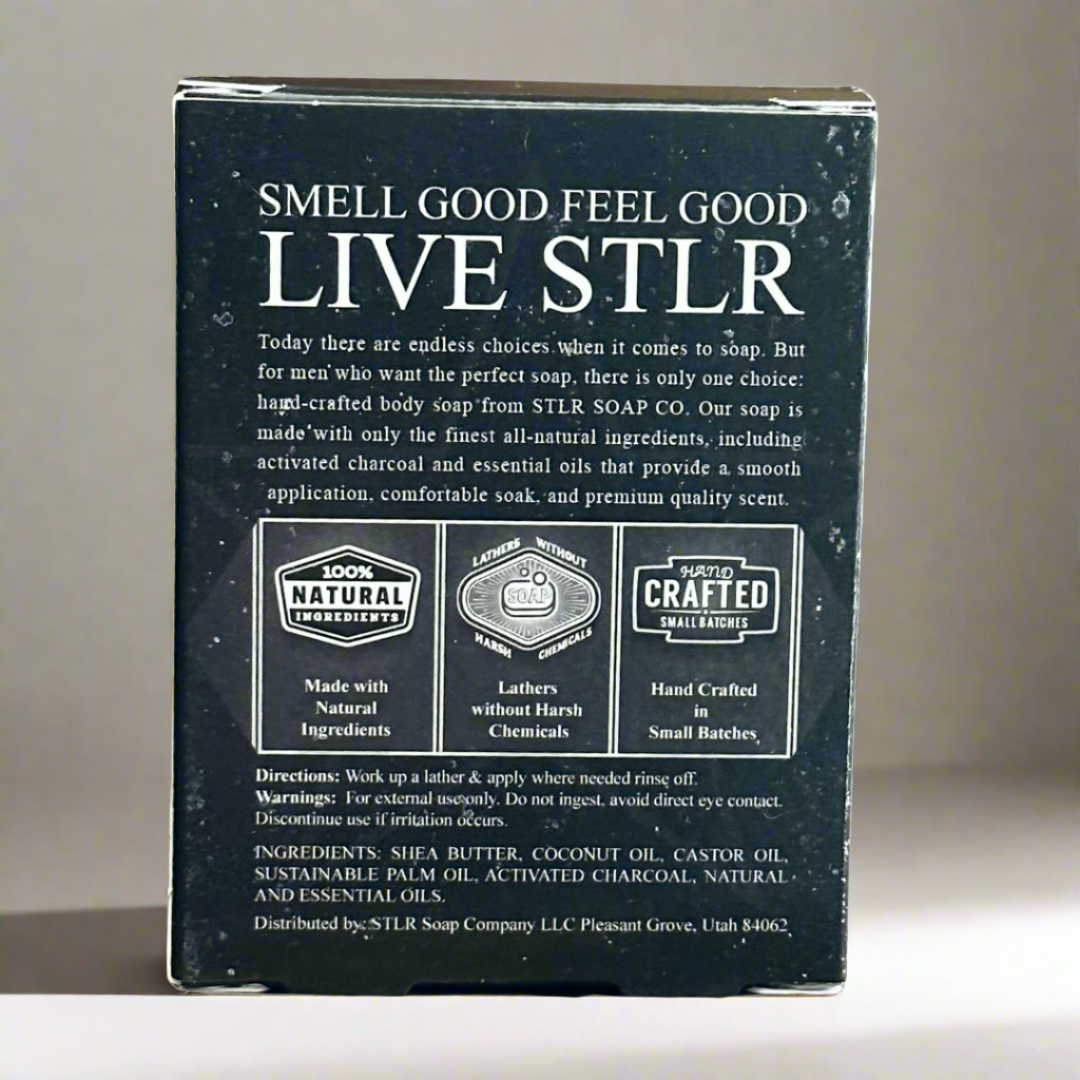 SMELL GOOD FEEL GOOD
LIVE STLR
Today there are endless choices when it comes to soap. But
for men who want the perfect soap, there is only one choice:
hand-crafted body soap from STLR SOAP CO. Our soap is
made with only the finest all-natural ingredients, including
activated charcoal and essential oils that provide a smooth
application, comfortable soak, and premium quality scent.
100%
NATURAL
INGREDIENTS
Made with
Natural
Ingredients
LATHERS WITHOUT
SOAP
HARSH CHEMICALS
Lathers
without Harsh
Chemicals
HAND
CRAFTED
SMALL BATCHES
Hand Crafted
in
Small Batches
Directions: Work up a lather & apply where needed rinse off.
Warnings: For external use only. Do not ingest, avoid direct eye contact.
Discontinue use if irritation occurs.
INGREDIENTS: SHEA BUTTER, COCONUT OIL, CASTOR OIL,
SUSTAINABLE PALM OIL, ACTIVATED CHARCOAL, NATURAL
AND ESSENTIAL OILS.
Distributed by: STLR Soap Company LLC Pleasant Grove, Utah 84062